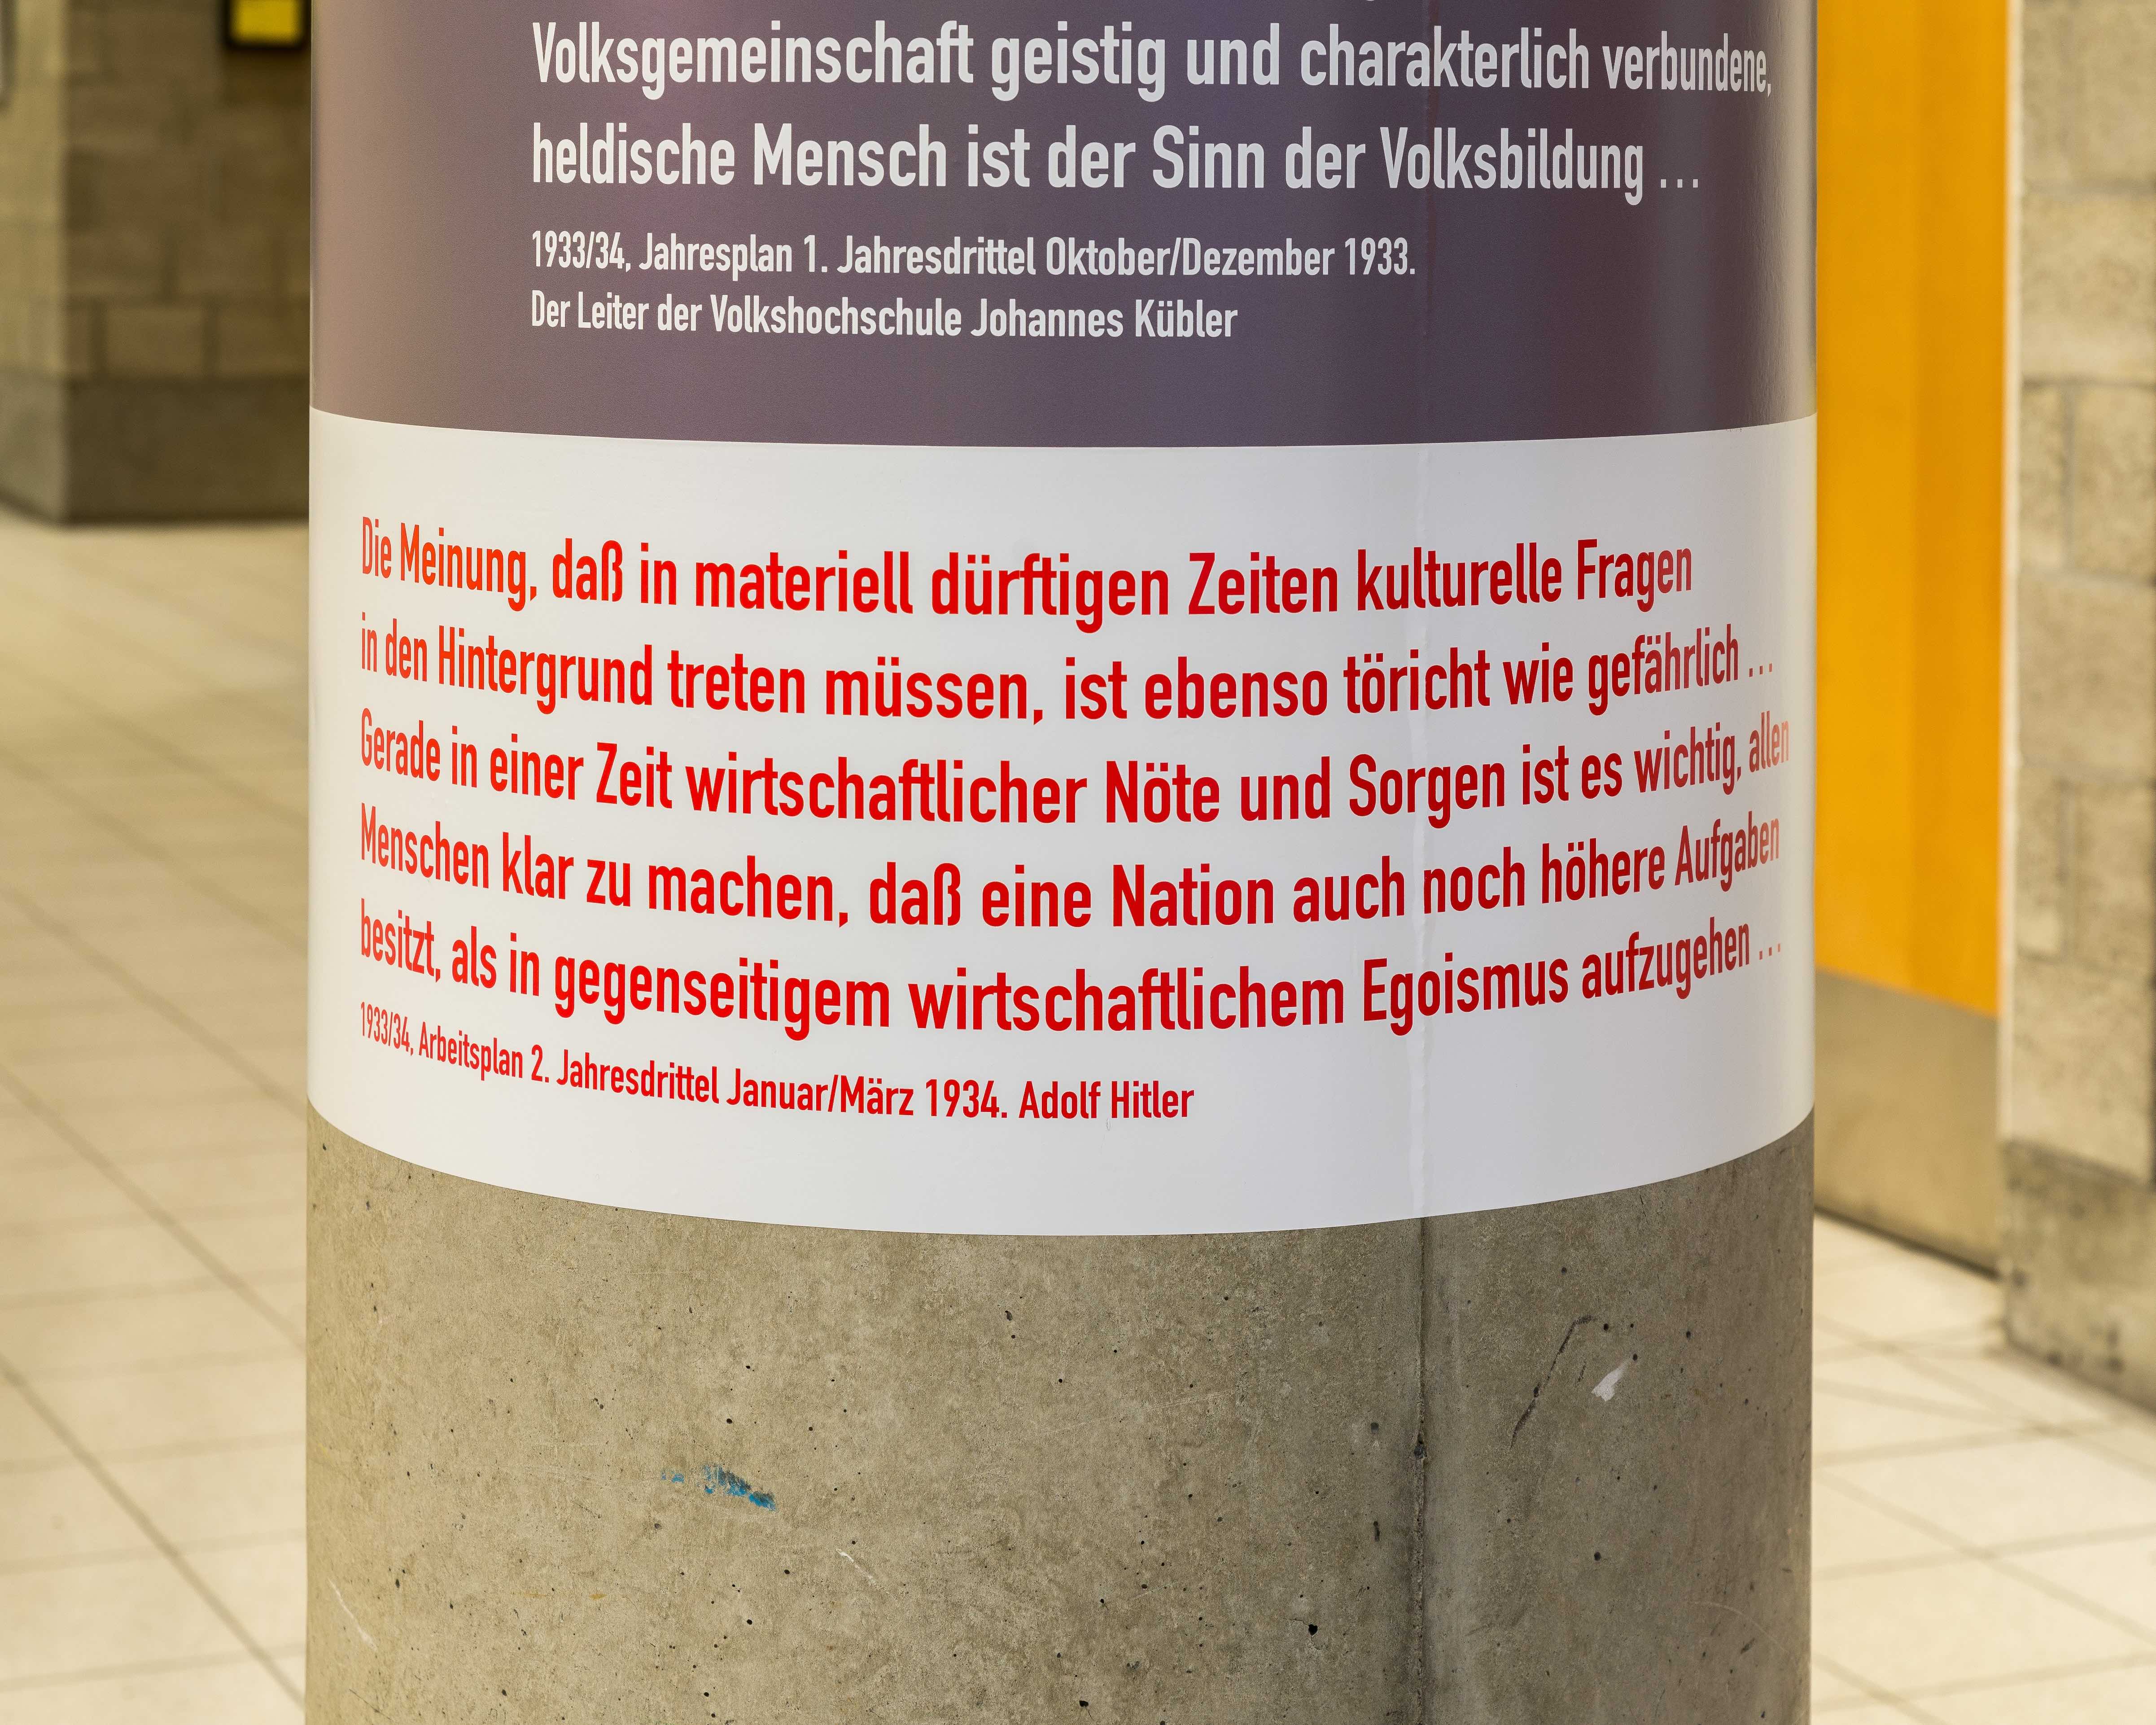 Volksgemeinschaft geistig und charakterlich verbundene,
heldische Mensch ist der Sinn der Volksbildung ...
1933/34, Jahresplan 1. Jahresdrittel Oktober/Dezember 1933.
Der Leiter der Volkshochschule Johannes Kübler
Die Meinung, daß in materiell dürftigen Zeiten kulturelle Fragen
in den Hintergrund treten müssen, ist ebenso töricht wie gefährlich ...
Gerade in einer Zeit wirtschaftlicher Nöte und Sorgen ist es wichtig, allen
Menschen klar zu machen, daß eine Nation auch noch höhere Aufgaben
besitzt, als in gegenseitigem wirtschaftlichem Egoismus aufzugehen ...
1933/34, Arbeitsplan 2. Jahresdrittel Januar/März 1934. Adolf Hitler